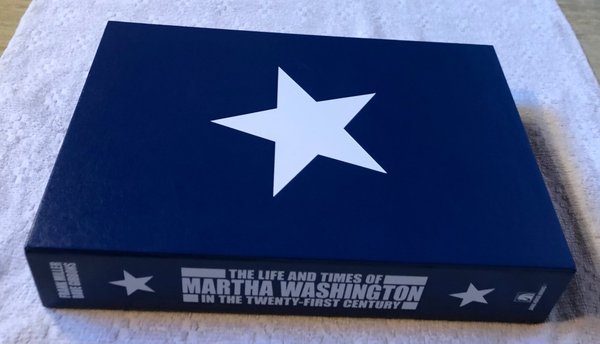 FRANK MILLER
DAVE GIBBONS
THE LIFE AND TIMES OF
MARTHA WASHINGTON
IN THE TWENTY-FIRST CENTURY